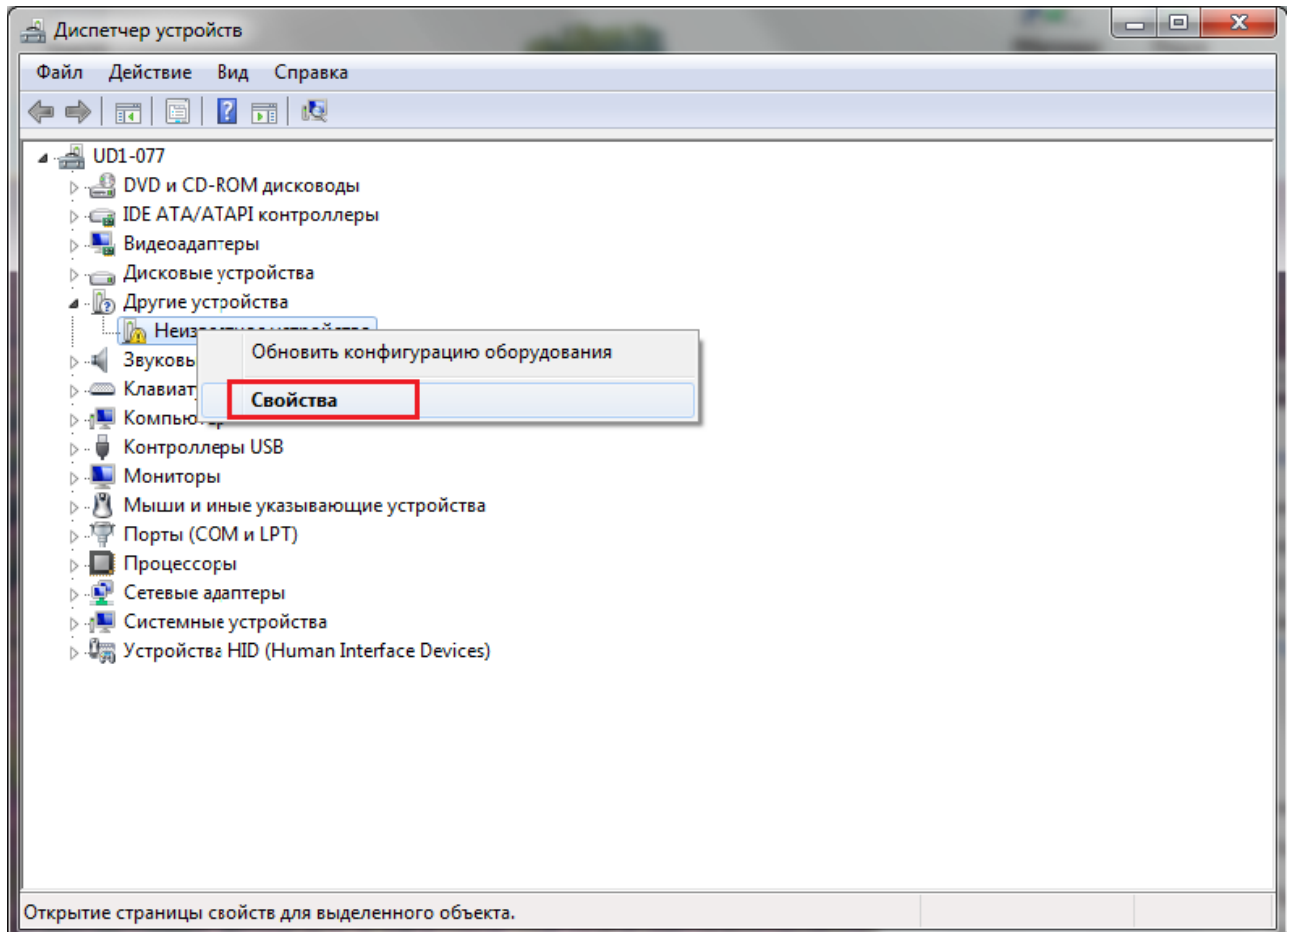 Диспетчер устройств
Файл Действие Вид Справка
UD1-077
DVD и CD-ROM дисководы
IDE ATA/ATAPI контроллеры
Видеоадаптеры
Дисковые устройства
Другие устройства
Обновить конфигурацию оборудования
Звуковы
Свойства
Клавиат
Контроллеры USB
Мониторы
Мыши и иные указывающие устройства
Порты (COM и LPT)
Процессоры
Сетевые адаптеры
Системные устройства
Устройства HID (Human Interface Devices)
Открытие страницы свойств для выделенного объекта.